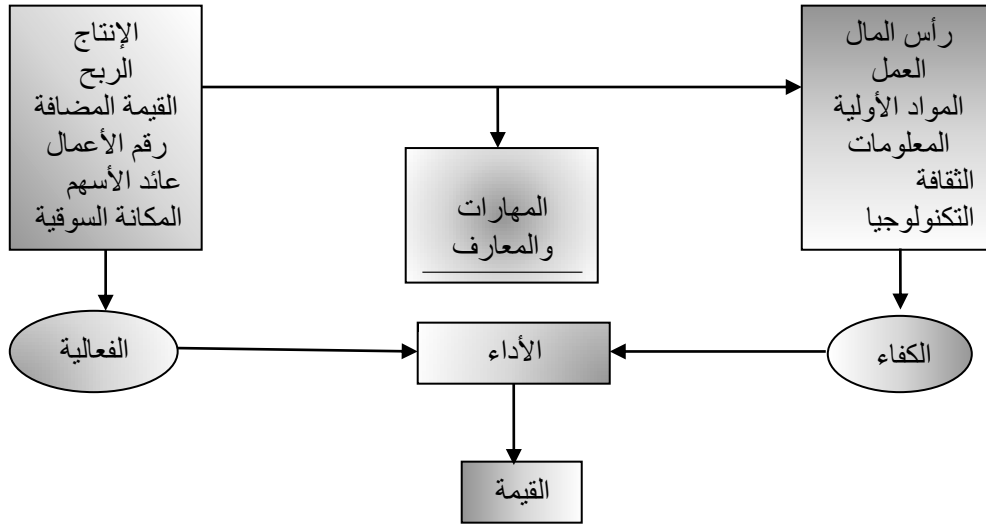 رأس المال
العمل
المواد الأولية
المعلومات
الثقافة
التكنولوجيا
الإنتاج
الربح
القيمة المضافة
رقم الأعمال
عائد الأسهم
المكانة السوقية
المهارات
والمعارف
الكفاء
الأداء
الفعالية
القيمة